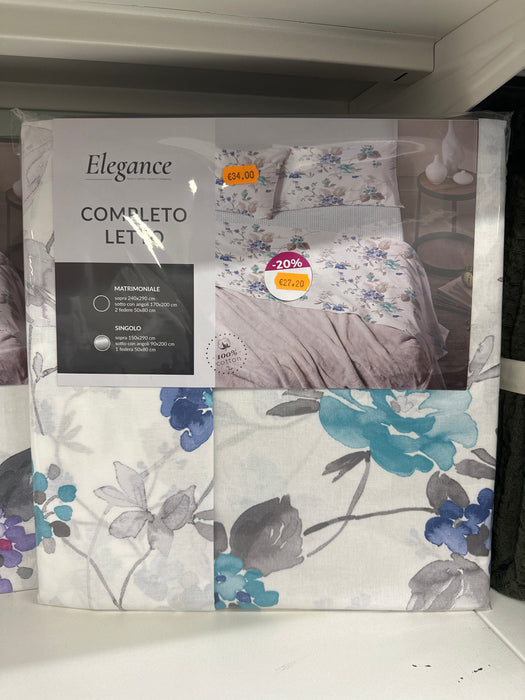 Elegance
€34,00
COMPLETO
LETTO
-20%
€27,20
MATRIMONIALE
sopra 240x290 cm
sotto con angoli 170x200 cm
2 federe 50x80 cm
SINGOLO
sopra 150x290 cm
sotto con angoli 90x200 cm
1 federa 50x80 cm
100%
cotton